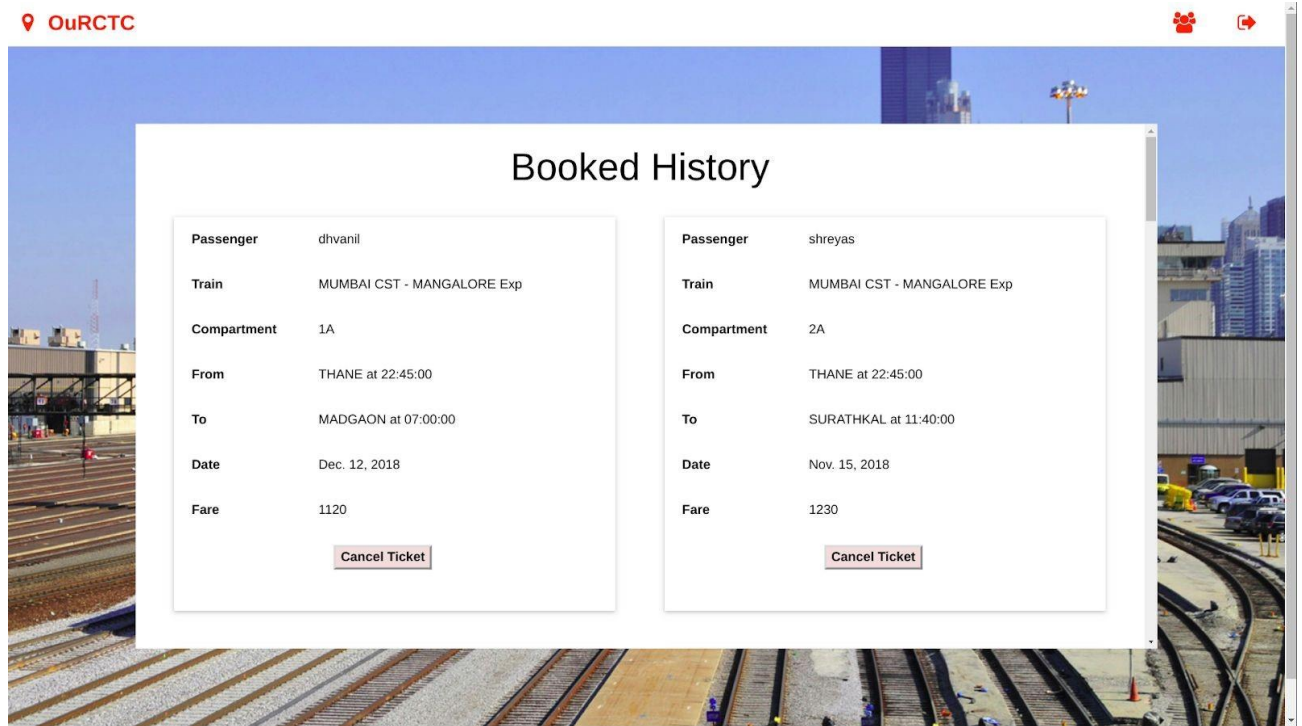 OuRCTC
Booked History
Passenger dhvanil
Train MUMBAI CST - MANGALORE Exp
Compartment 1A
From THANE at 22:45:00
To MADGAON at 07:00:00
Date Dec. 12, 2018
Fare 1120
Cancel Ticket
Passenger shreyas
Train MUMBAI CST - MANGALORE Exp
Compartment 2A
From THANE at 22:45:00
To SURATHKAL at 11:40:00
Date Nov. 15, 2018
Fare 1230
Cancel Ticket